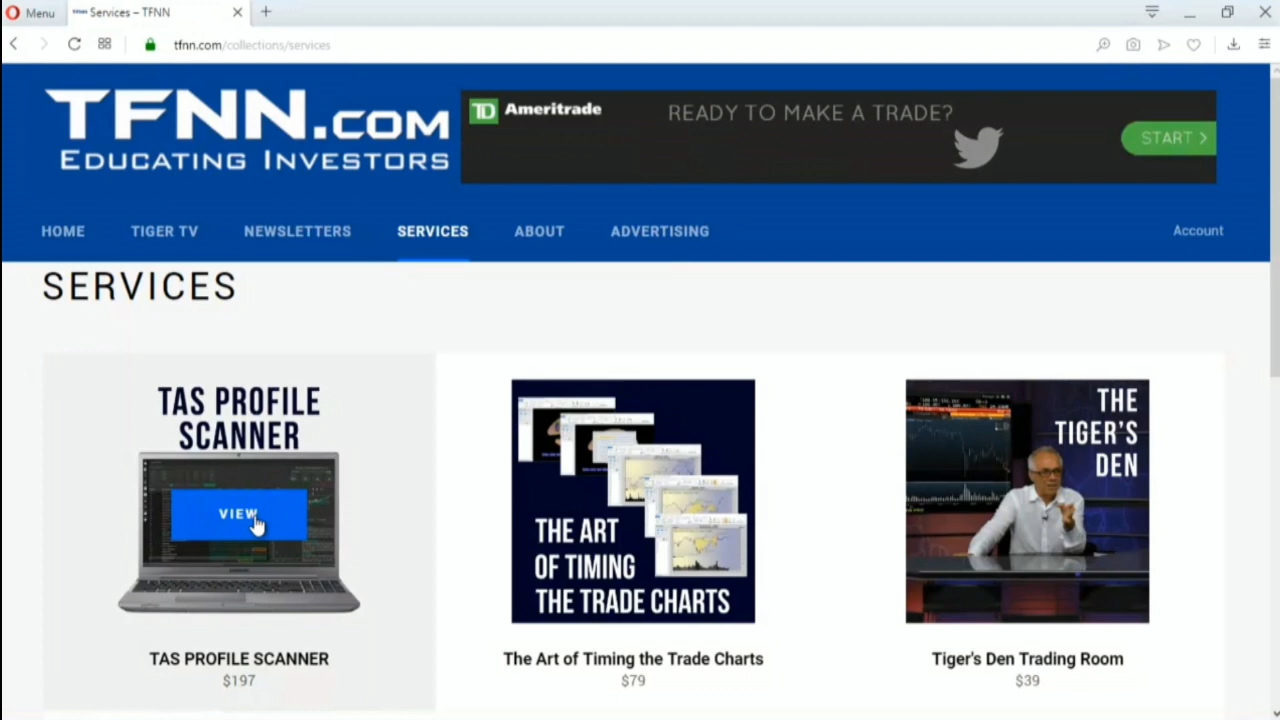 Menu
Services – TFNN
tfnn.com/collections/services
TFNN.COM
EDUCATING INVESTORS
TD Ameritrade
READY TO MAKE A TRADE?
START >
HOME
TIGER TV
NEWSLETTERS
SERVICES
ABOUT
ADVERTISING
Account
SERVICES
TAS PROFILE
SCANNER
VIEW
TAS PROFILE SCANNER
$197
THE ART
OF TIMING
THE TRADE CHARTS
The Art of Timing the Trade Charts
$79
THE
TIGER'S
DEN
Tiger's Den Trading Room
$39